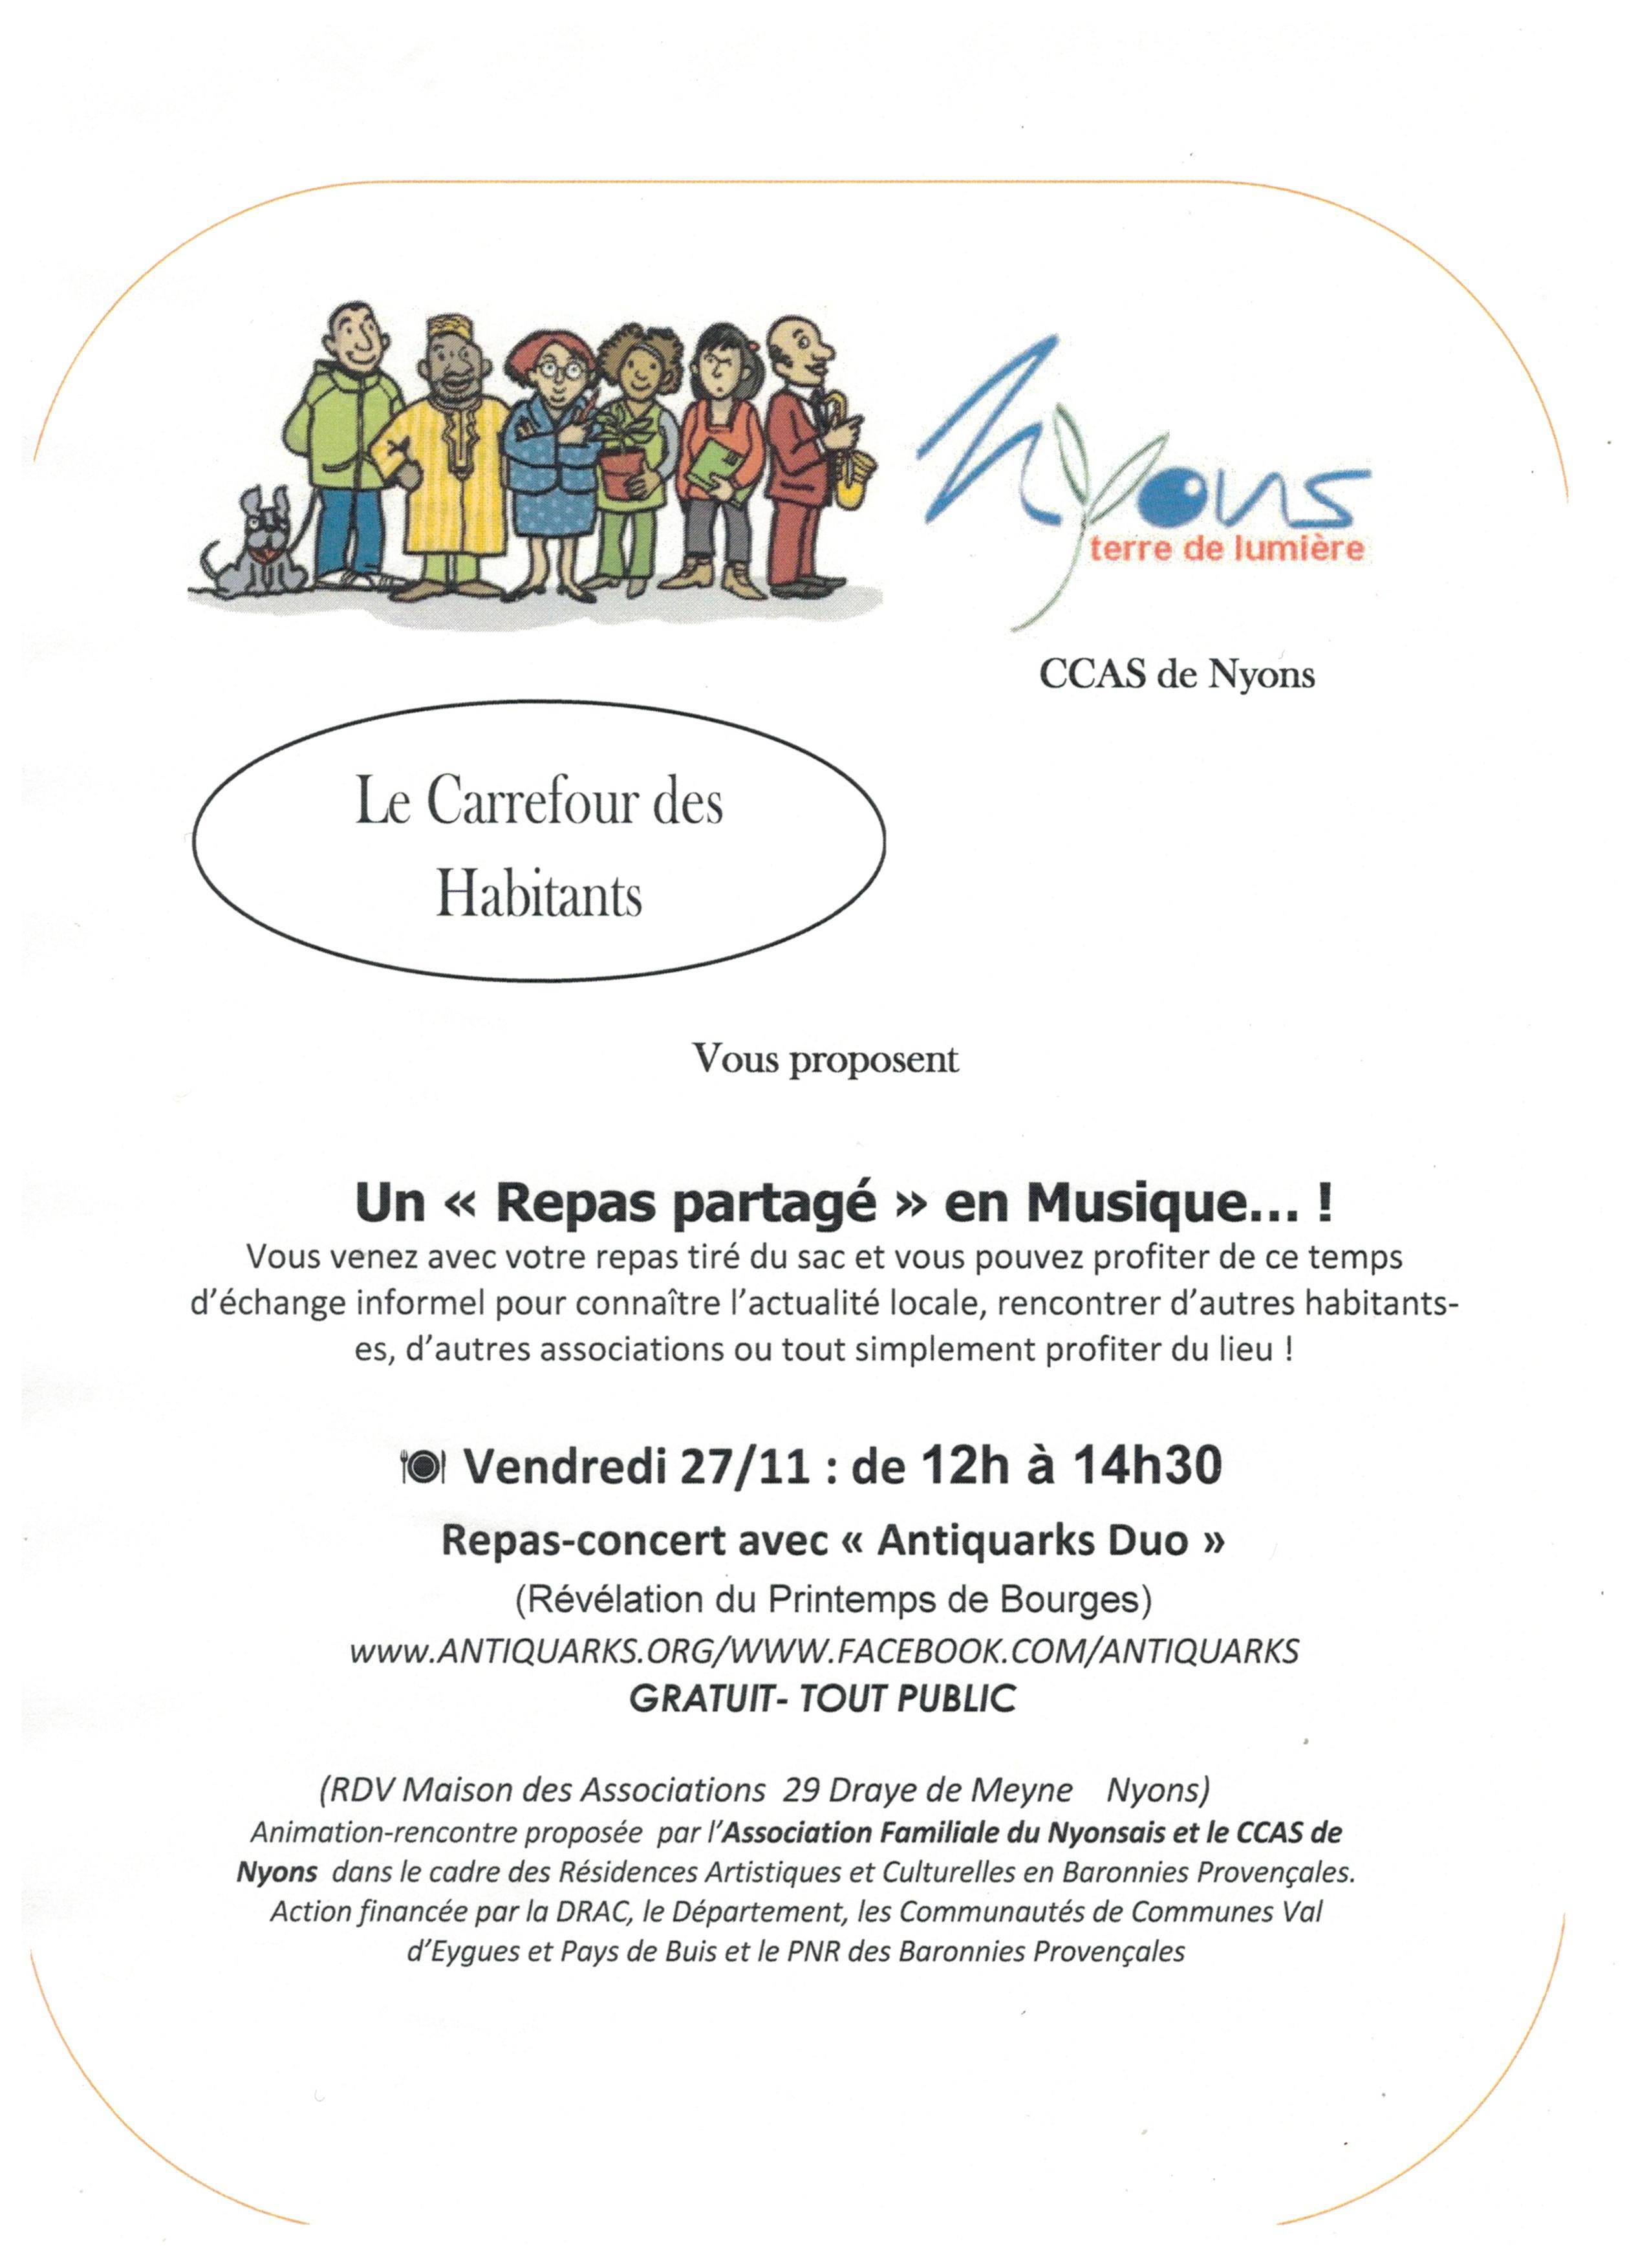 Nyons
terre de lumière
CCAS de Nyons
Le Carrefour des
Habitants
Vous proposent
Un « Repas partagé » en Musique... !
Vous venez avec votre repas tiré du sac et vous pouvez profiter de ce temps
d'échange informel pour connaître l'actualité locale, rencontrer d'autres habitants-
es, d'autres associations ou tout simplement profiter du lieu !
🍽 Vendredi 27/11 : de 12h à 14h30
Repas-concert avec « Antiquarks Duo »
(Révélation du Printemps de Bourges)
www.ANTIQUARKS.ORG/WWW.FACEBOOK.COM/ANTIQUARKS
GRATUIT- TOUT PUBLIC
(RDV Maison des Associations 29 Draye de Meyne Nyons)
Animation-rencontre proposée par l'Association Familiale du Nyonsais et le CCAS de
Nyons dans le cadre des Résidences Artistiques et Culturelles en Baronnies Provençales.
Action financée par la DRAC, le Département, les Communautés de Communes Val
d'Eygues et Pays de Buis et le PNR des Baronnies Provençales